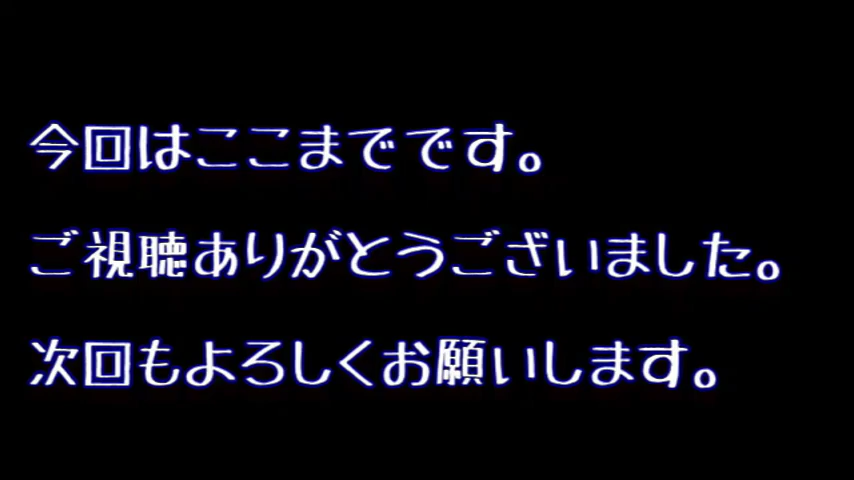 今回はここまでです。
ご視聴ありがとうございました。
次回もよろしくお願いします。